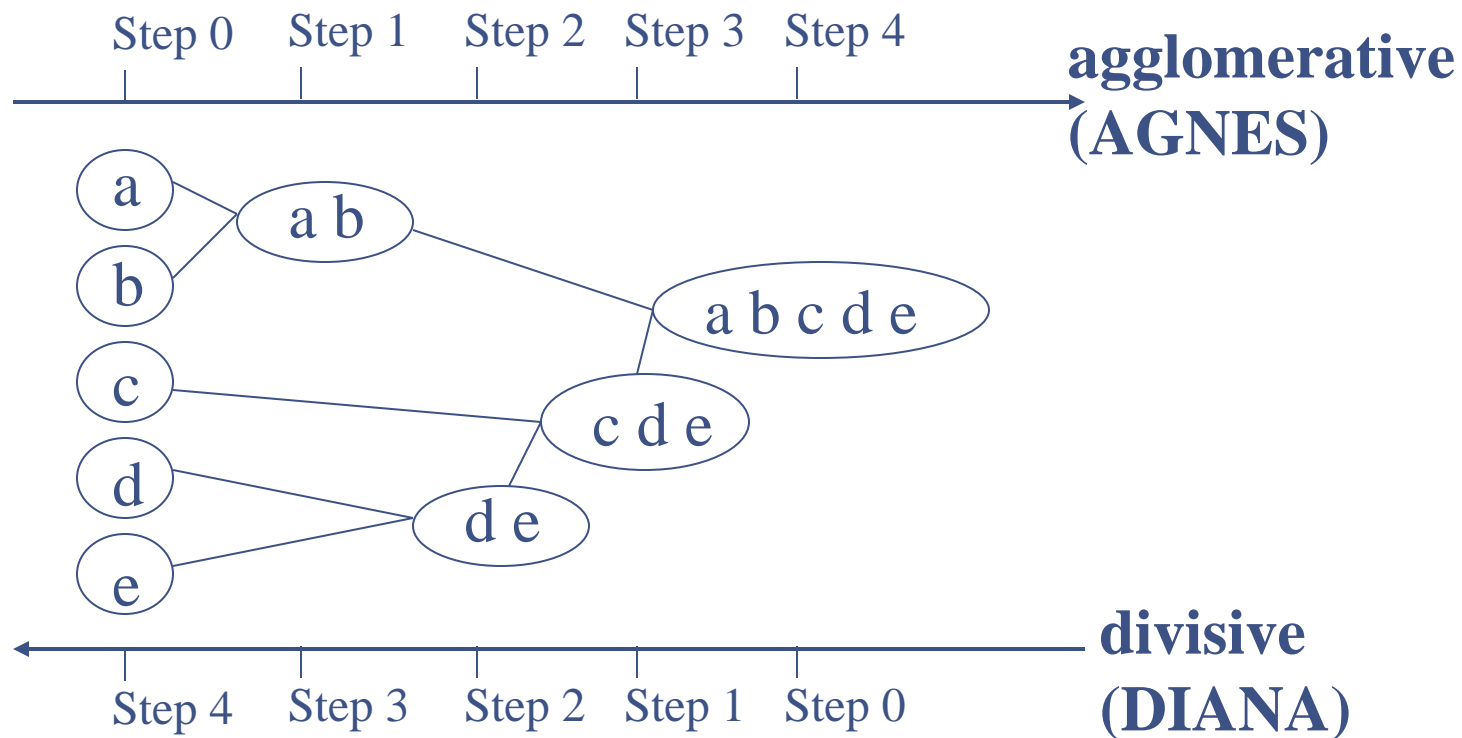 Step 0 Step 1 Step 2 Step 3 Step 4
agglomerative
(AGNES)
a
a b
b
a b c d e
c
c d e
d
d e
e
divisive
(DIANA)
Step 4 Step 3 Step 2 Step 1 Step 0